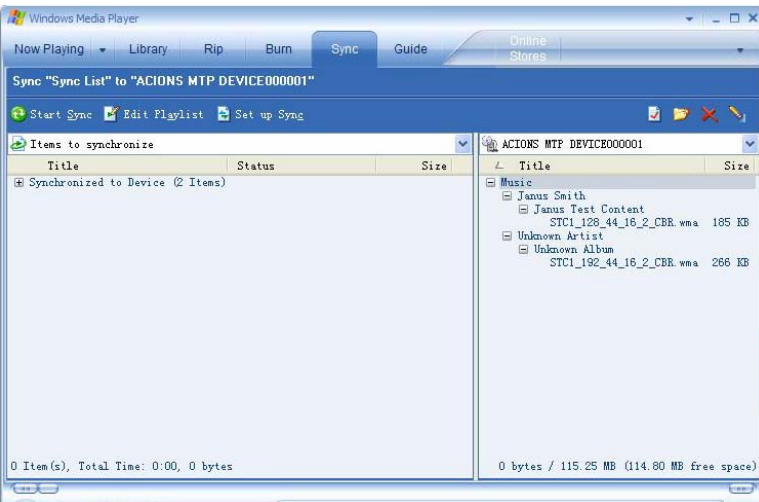 Windows Media Player
Now Playing Library Rip Burn Sync Guide Online Stores
Sync "Sync List" to "ACIONS MTP DEVICE000001"
Start Sync Edit Playlist Set up Sync
Items to synchronize
ACIONS MTP DEVICE000001
Title Status Size
Title Size
Synchronized to Device (2 Items)
Music
Janus Smith
Janus Test Content
STC1_128_44_16_2_CBR.wma 185 KB
Unknown Artist
Unknown Album
STC1_192_44_16_2_CBR.wma 266 KB
0 Item(s), Total Time: 0:00, 0 bytes
0 bytes / 115.25 MB (114.80 MB free space)